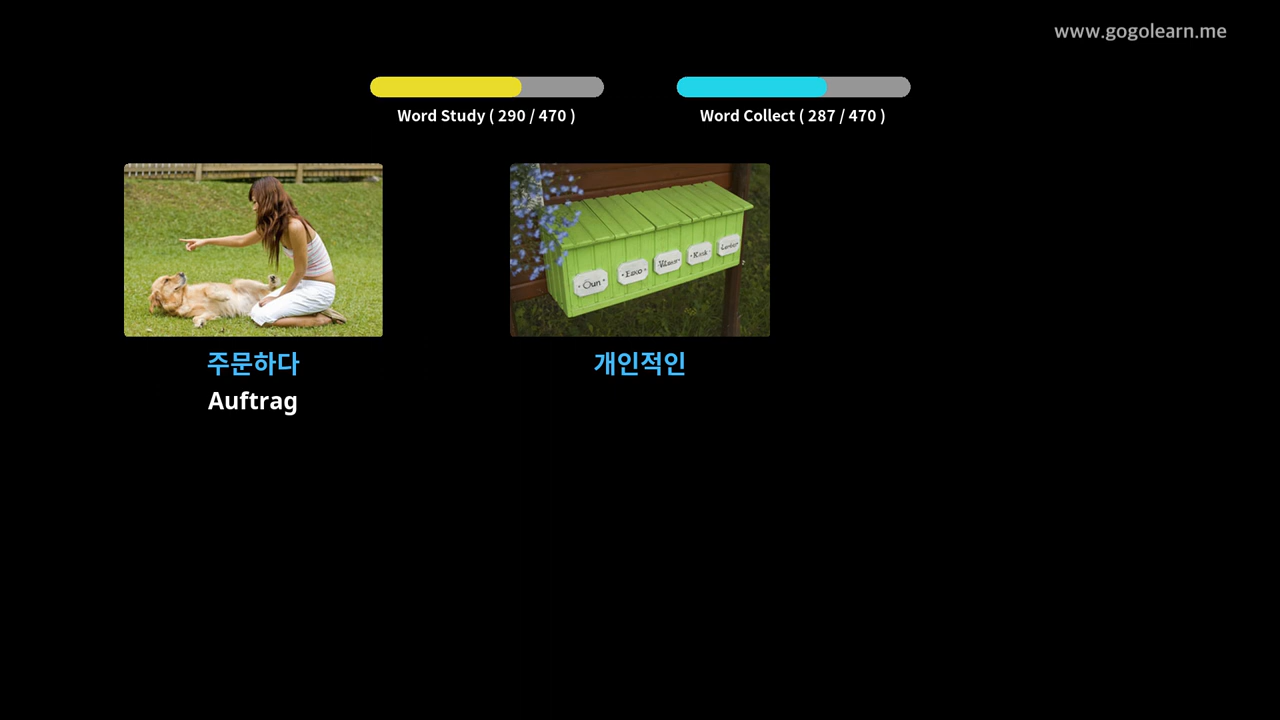 www.gogolearn.me
Word Study ( 290 / 470 )
Word Collect ( 287 / 470 )
Oun
주문하다
개인적인
Auftrag